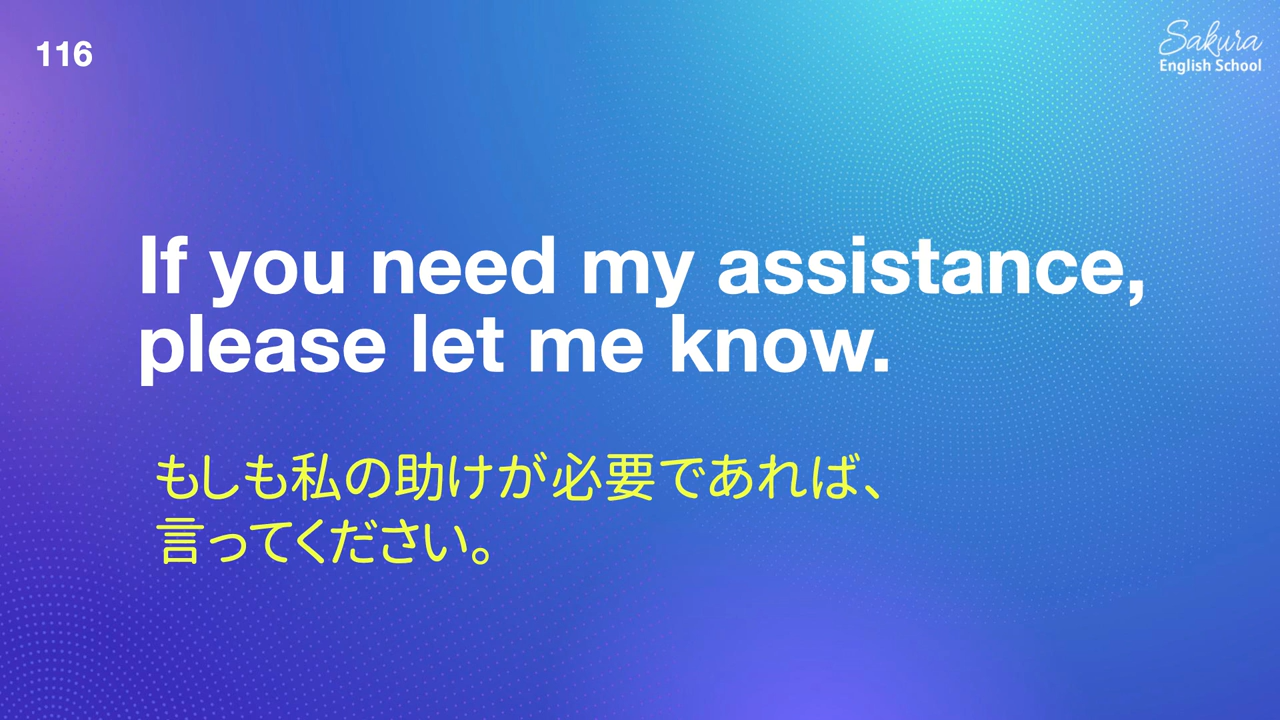 116
Sakura
English School
If you need my assistance,
please let me know.
もしも私の助けが必要であれば、
言ってください。